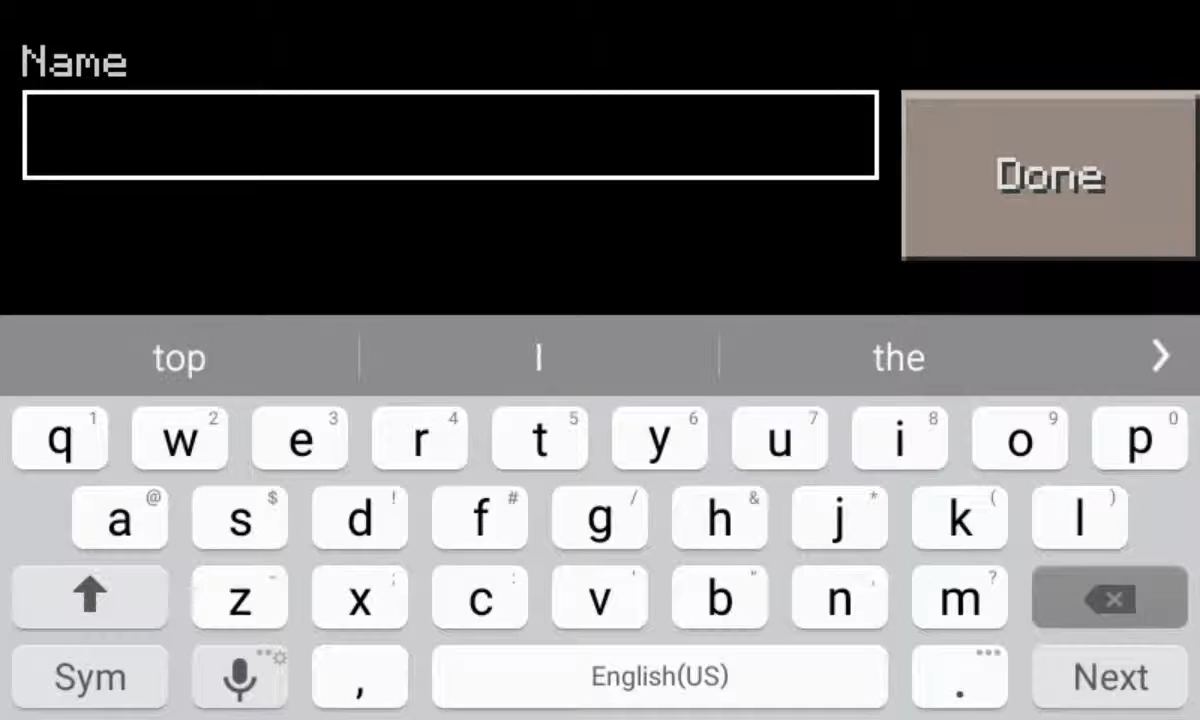 Name
Done
top I the
q 1 w 2 e 3 r 4 t 5 y 6 u 7 i 8 o 9 p 0
a @ s $ d ! f # g / h & j * k ( l )
z - x ; c : v ' b " n , m ?
Sym , English(US) . Next